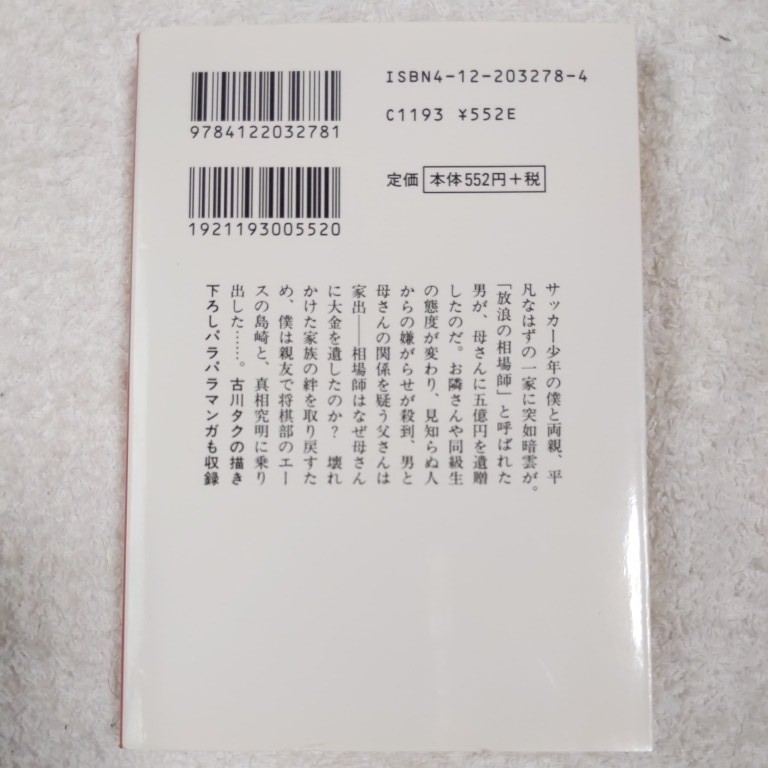 ISBN4-12-203278-4
9784122032781
C1193 ¥552E
定価 本体552円+税
1921193005520
サッカー少年の僕と両親、平
凡なはずの一家に突如暗雲が。
「放浪の相場師」と呼ばれた
男が、母さんに五億円を遺贈
したのだ。お隣さんや同級生
の態度が変わり、見知らぬ人
からの嫌がらせが殺到、男と
母さんの関係を疑う父さんは
家出――相場師はなぜ母さん
に大金を遺したのか? 壊れ
かけた家族の絆を取り戻すた
め、僕は親友で将棋部のエー
スの島崎と、真相究明に乗り
出した……。古川タクの描き
下ろしパラパラマンガも収録